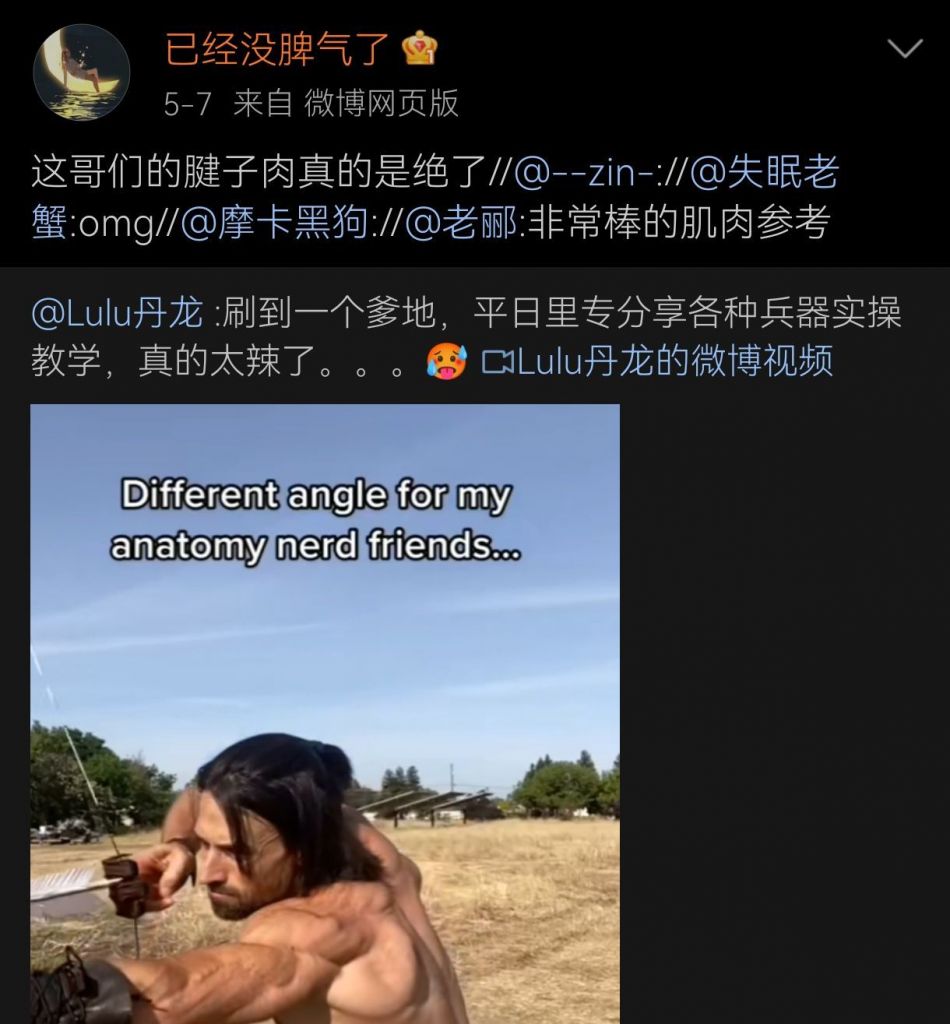 已经没脾气了
5-7 来自 微博网页版
这哥们的腱子肉真的是绝了//@--zin-://@失眠老
蟹:omg//@摩卡黑狗://@老郦:非常棒的肌肉参考
@Lulu丹龙 :刷到一个爹地，平日里专分享各种兵器实操
教学，真的太辣了。。。🥵 Lulu丹龙的微博视频
Different angle for my
anatomy nerd friends...